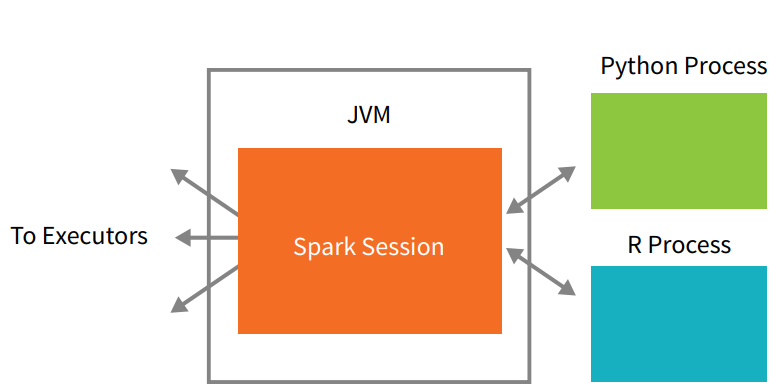 Python Process
JVM
To Executors
Spark Session
R Process